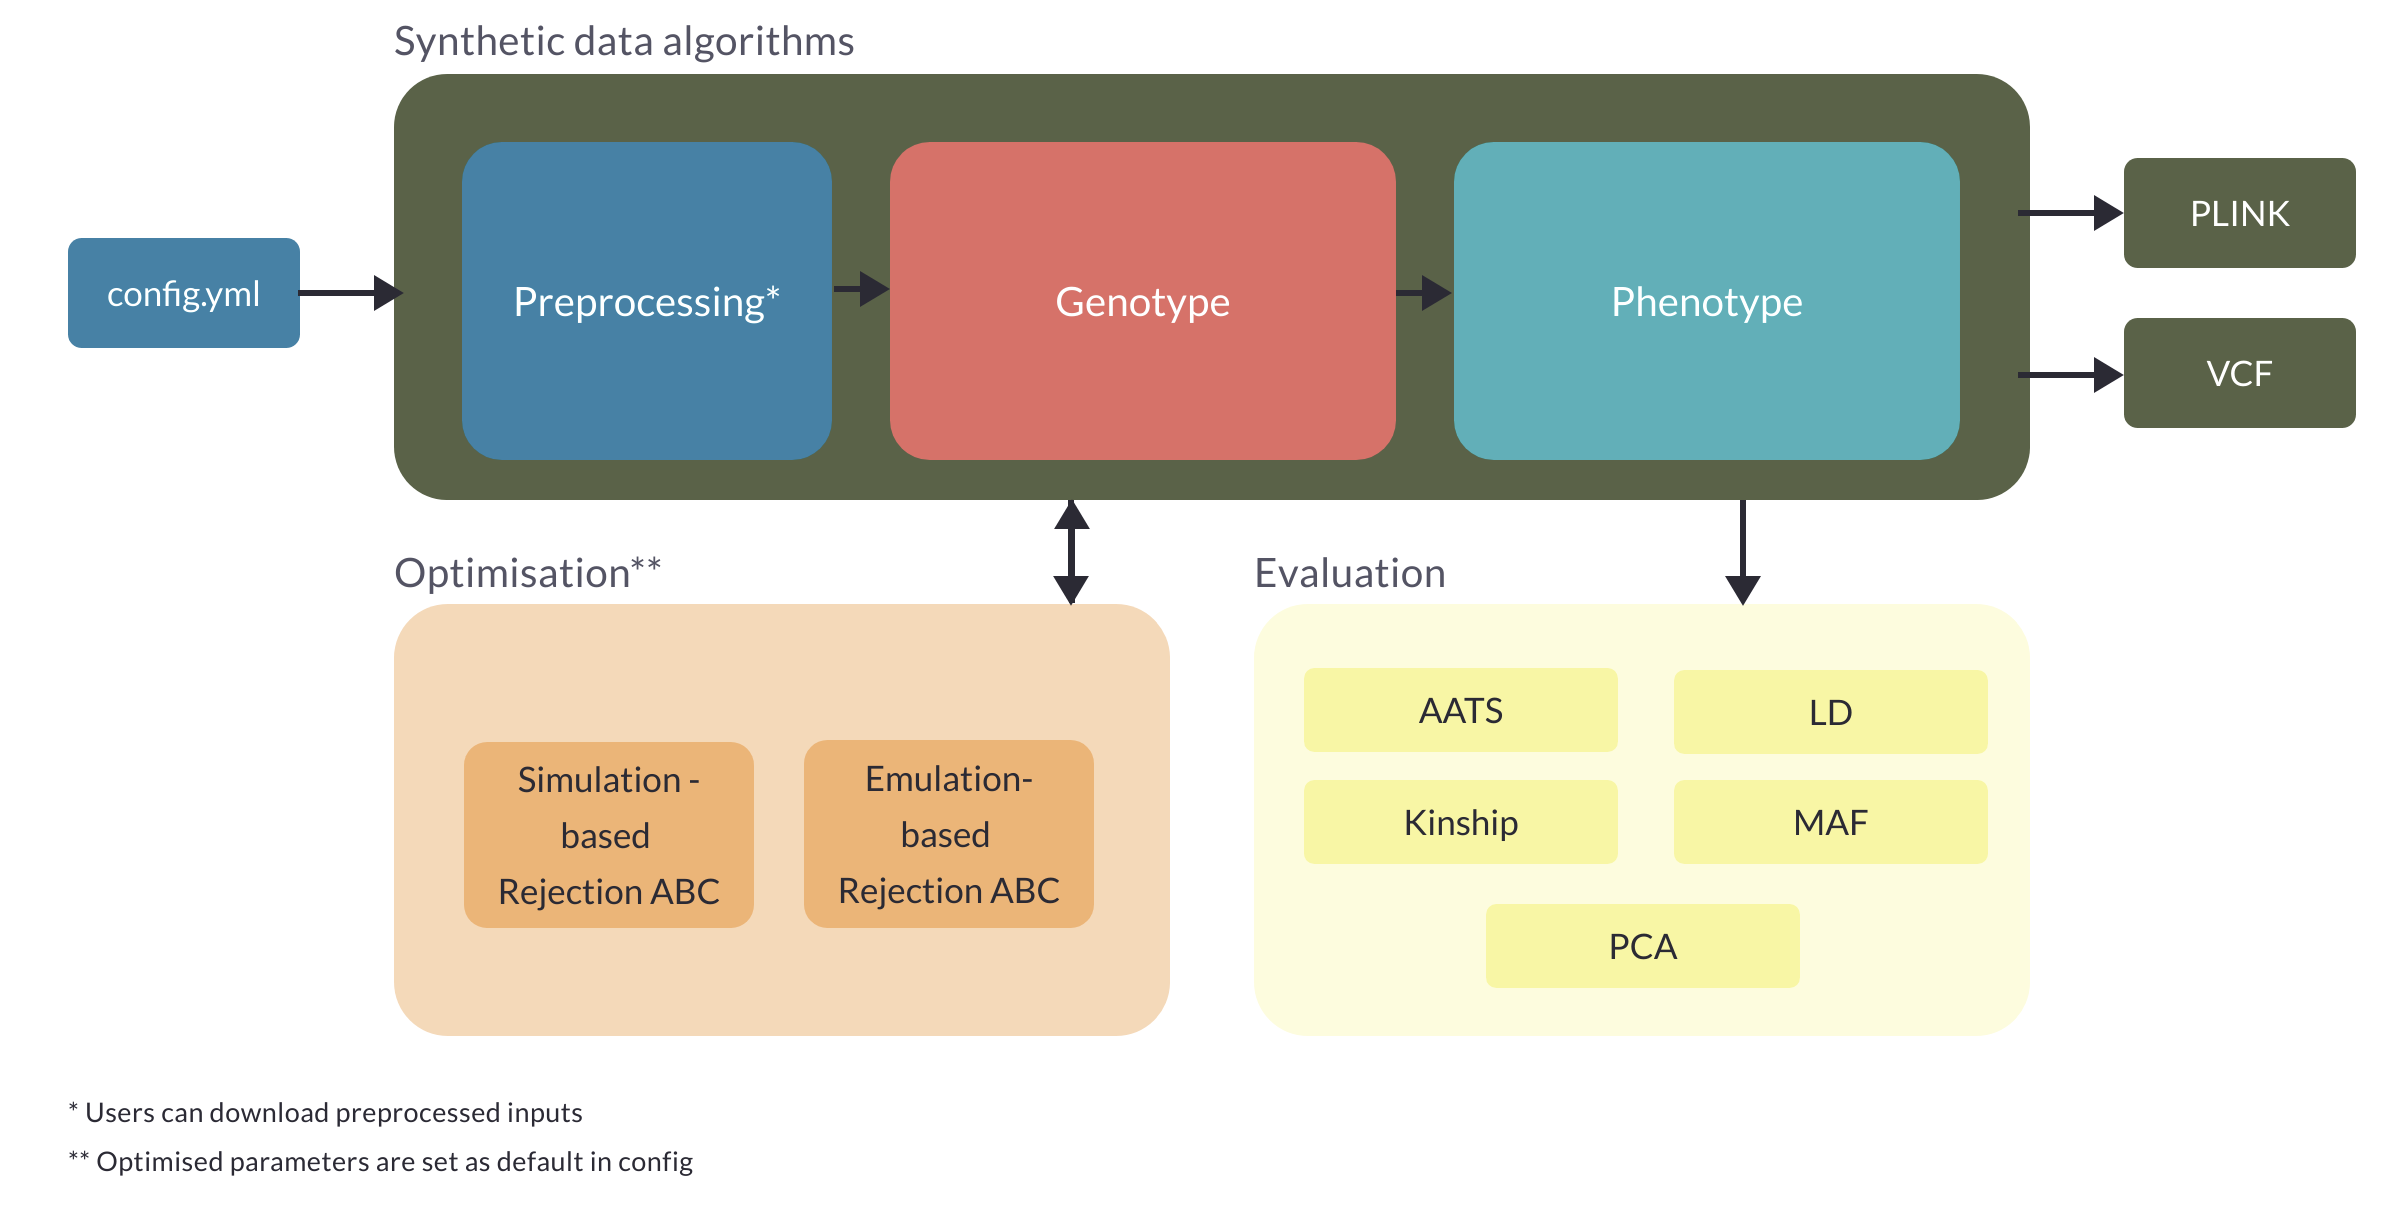 Synthetic data algorithms
config.yml
Preprocessing*
Genotype
Phenotype
PLINK
VCF
Optimisation**
Simulation -
based
Rejection ABC
Emulation-
based
Rejection ABC
Evaluation
AATS
LD
Kinship
MAF
PCA
* Users can download preprocessed inputs
** Optimised parameters are set as default in config